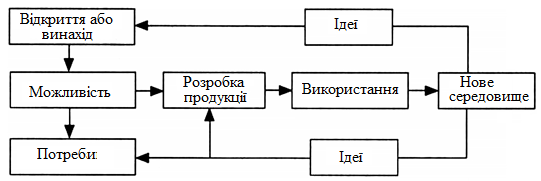 Відкриття або
винахід
Ідеї
Можливість
Розробка
продукції
Використання
Нове
середовище
Потреби
Ідеї